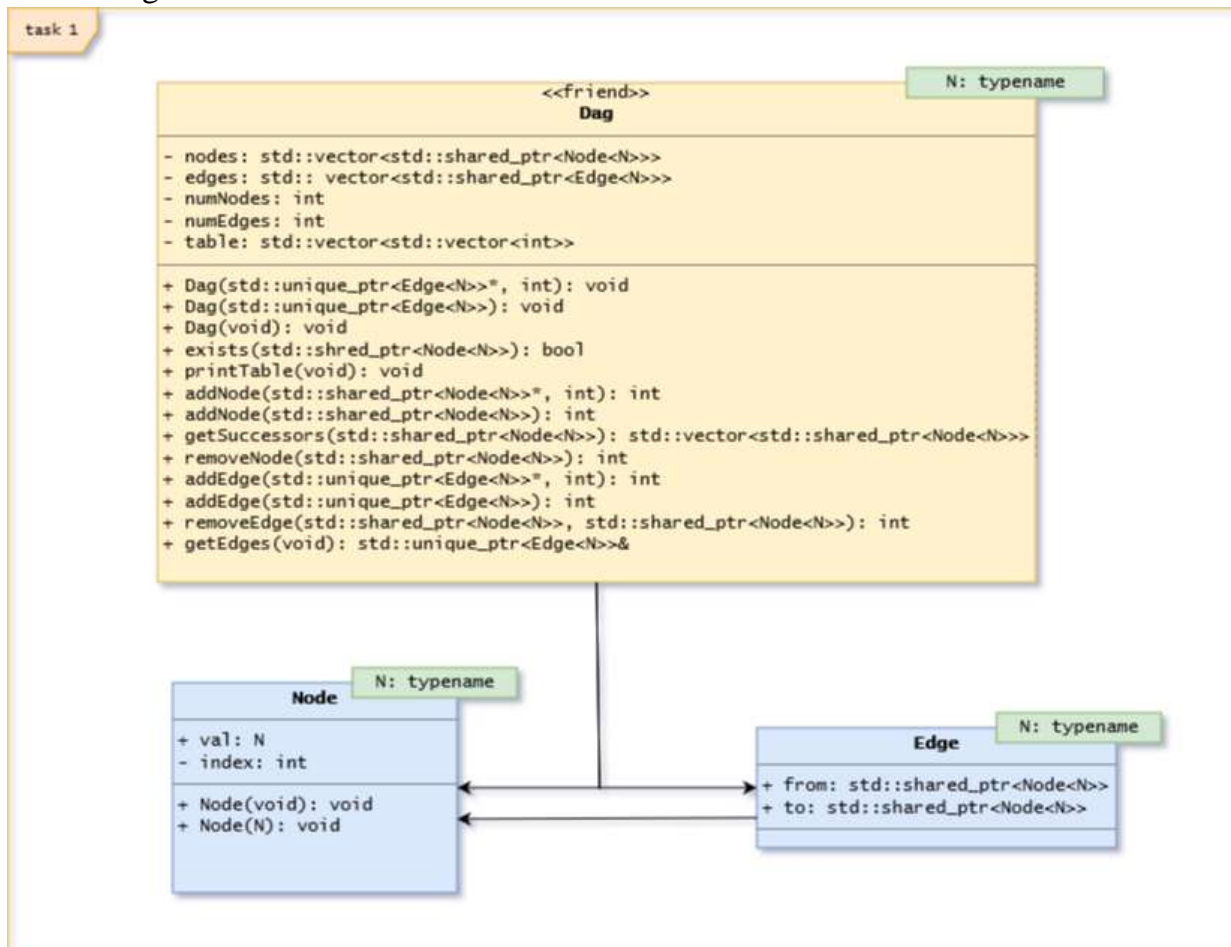 task 1
N: typename
<<friend>>
Dag
- nodes: std::vector<std::shared_ptr<Node<N>>>
- edges: std:: vector<std::shared_ptr<Edge<N>>>
- numNodes: int
- numEdges: int
- table: std::vector<std::vector<int>>
+ Dag(std::unique_ptr<Edge<N>>*, int): void
+ Dag(std::unique_ptr<Edge<N>>): void
+ Dag(void): void
+ exists(std::shred_ptr<Node<N>>): bool
+ printTable(void): void
+ addNode(std::shared_ptr<Node<N>>*, int): int
+ addNode(std::shared_ptr<Node<N>>): int
+ getSuccessors(std::shared_ptr<Node<N>>): std::vector<std::shared_ptr<Node<N>>>
+ removeNode(std::shared_ptr<Node<N>>): int
+ addEdge(std::unique_ptr<Edge<N>>*, int): int
+ addEdge(std::unique_ptr<Edge<N>>): int
+ removeEdge(std::shared_ptr<Node<N>>, std::shared_ptr<Node<N>>): int
+ getEdges(void): std::unique_ptr<Edge<N>>&
N: typename
Node
+ val: N
- index: int
+ Node(void): void
+ Node(N): void
N: typename
Edge
+ from: std::shared_ptr<Node<N>>
+ to: std::shared_ptr<Node<N>>